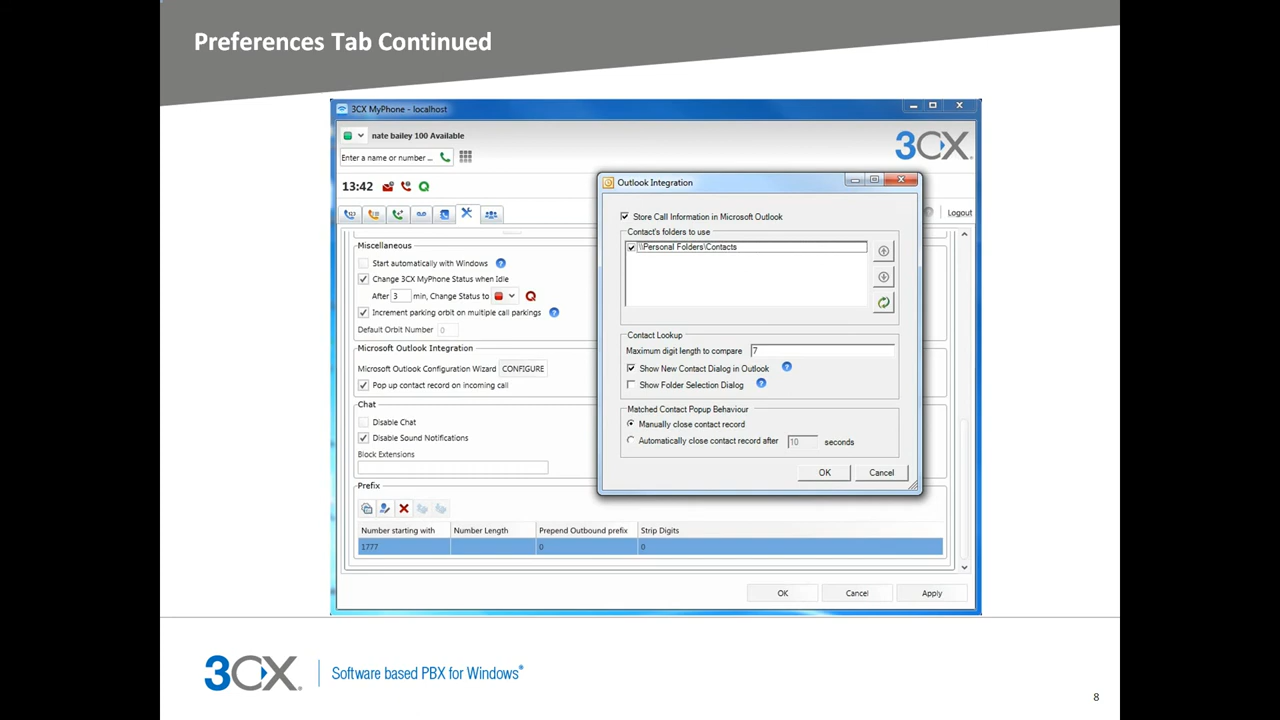 Preferences Tab Continued
3CX MyPhone - localhost
nate bailey 100 Available
3CX
Enter a name or number ...
13:42
Logout
Miscellaneous
Start automatically with Windows
Change 3CX MyPhone Status when Idle
After 3 min, Change Status to
Increment parking orbit on multiple call parkings
Default Orbit Number 0
Microsoft Outlook Integration
Microsoft Outlook Configuration Wizard CONFIGURE
Pop up contact record on incoming call
Chat
Disable Chat
Disable Sound Notifications
Block Extensions
Prefix
Number starting with Number Length Prepend Outbound prefix Strip Digits
1777 0 0
OK Cancel Apply
Outlook Integration
Store Call Information in Microsoft Outlook
Contact's folders to use
\\Personal Folders\Contacts
Contact Lookup
Maximum digit length to compare 7
Show New Contact Dialog in Outlook
Show Folder Selection Dialog
Matched Contact Popup Behaviour
Manually close contact record
Automatically close contact record after 10 seconds
OK Cancel
3CX Software based PBX for Windows®
8